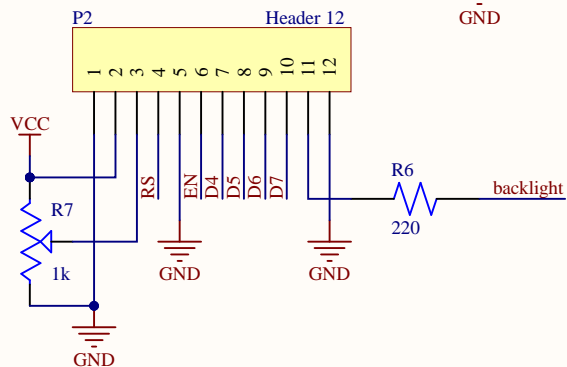 GND
P2 Header 12
1 2 3 4 5 6 7 8 9 10 11 12
VCC
RS EN D4 D5 D6 D7
R6
backlight
220
R7
1k
GND GND
GND